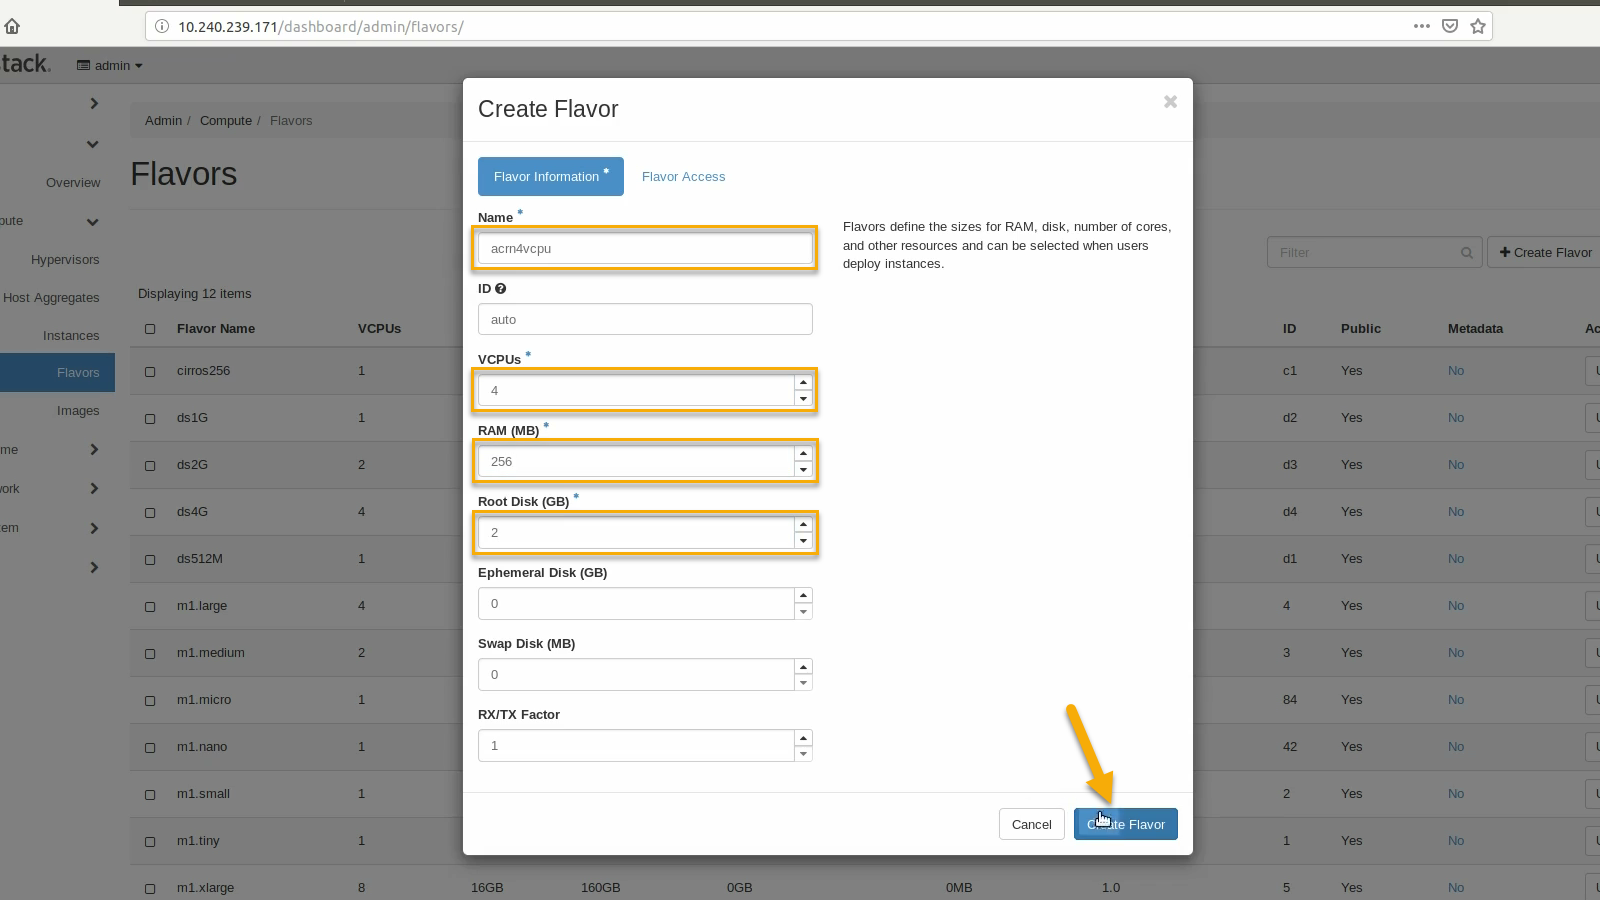 10.240.239.171/dashboard/admin/flavors/
tack.
admin
Admin / Compute / Flavors
Flavors
Overview
pute
Hypervisors
Host Aggregates
Instances
Flavors
Images
me
ork
tem
Filter
Create Flavor
Displaying 12 items
Flavor Name VCPUs ID Public Metadata Ac
cirros256 1 c1 Yes No
ds1G 1 d2 Yes No
ds2G 2 d3 Yes No
ds4G 4 d4 Yes No
ds512M 1 d1 Yes No
m1.large 4 4 Yes No
m1.medium 2 3 Yes No
m1.micro 1 84 Yes No
m1.nano 1 42 Yes No
m1.small 1 2 Yes No
m1.tiny 1 1 Yes No
m1.xlarge 8 16GB 160GB 0GB 0MB 1.0 5 Yes No
Create Flavor
Flavor Information * Flavor Access
Name *
acrn4vcpu
ID
auto
VCPUs *
4
RAM (MB) *
256
Root Disk (GB) *
2
Ephemeral Disk (GB)
0
Swap Disk (MB)
0
RX/TX Factor
1
Flavors define the sizes for RAM, disk, number of cores,
and other resources and can be selected when users
deploy instances.
Cancel
Create Flavor